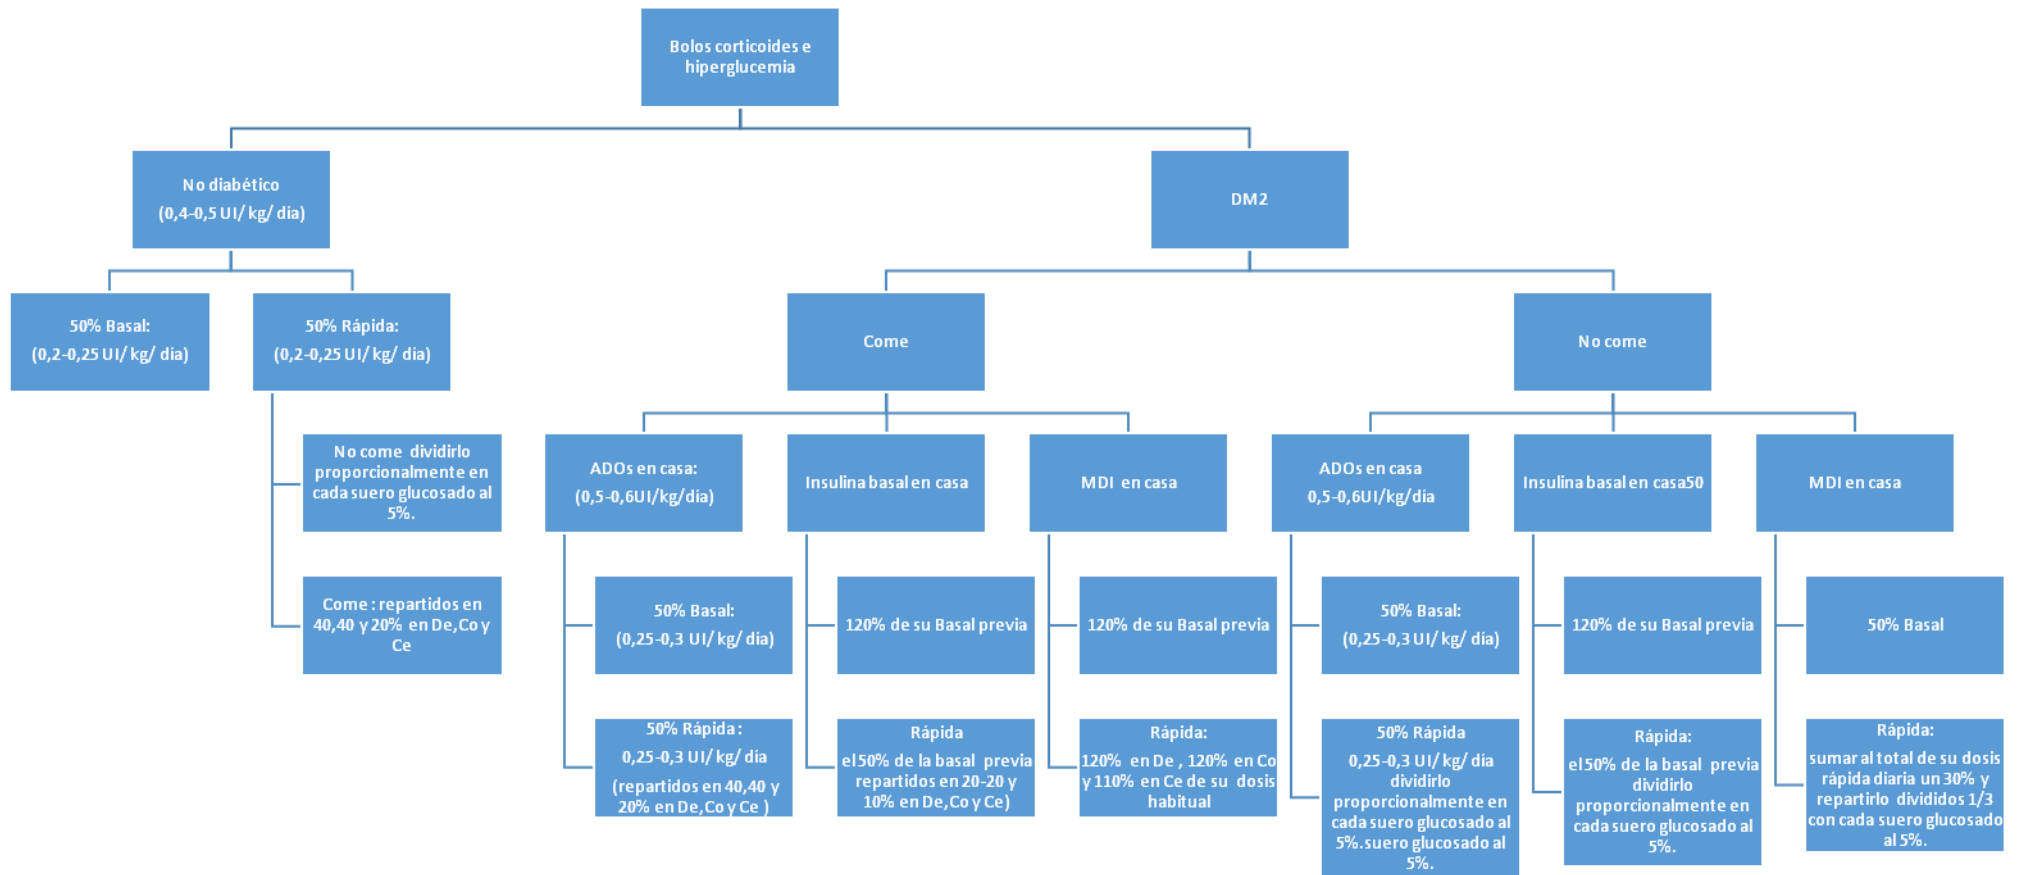 Bolos corticoides e
hiperglucemia
No diabético
(0,4-0,5 UI/ kg/ dia)
DM2
50% Basal:
(0,2-0,25 UI/ kg/ dia)
50% Rápida:
(0,2-0,25 UI/ kg/ dia)
Come
No come
No come dividirlo
proporcionalmente en
cada suero glucosado al
5%.
Come : repartidos en
40,40 y 20% en De,Co y
Ce
ADOs en casa:
(0,5-0,6UI/kg/dia)
Insulina basal en casa
MDI en casa
ADOs en casa
0,5-0,6UI/kg/dia
Insulina basal en casa50
MDI en casa
50% Basal:
(0,25-0,3 UI/ kg/ dia)
120% de su Basal previa
120% de su Basal previa
50% Basal:
(0,25-0,3 UI/ kg/ dia)
120% de su Basal previa
50% Basal
50% Rápida :
0,25-0,3 UI/ kg/ día
(repartidos en 40,40 y
20% en De,Co y Ce )
Rápida
el 50% de la basal previa
repartidos en 20-20 y
10% en De,Co y Ce)
Rápida:
120% en De , 120% en Co
y 110% en Ce de su dosis
habitual
50% Rápida
0,25-0,3 UI/ kg/ día
dividirlo
proporcionalmente en
cada suero glucosado al
5%.suero glucosado al
5%.
Rápida:
el 50% de la basal previa
dividirlo
proporcionalmente en
cada suero glucosado al
5%.
Rápida:
sumar al total de su dosis
rápida diaria un 30% y
repartirlo divididos 1/3
con cada suero glucosado
al 5%.